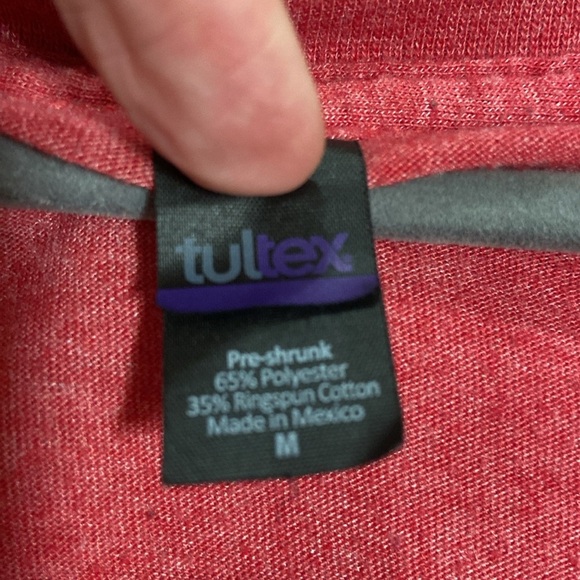 tultex
Pre-shrunk
65% Polyester
35% Ringspun Cotton
Made in Mexico
M